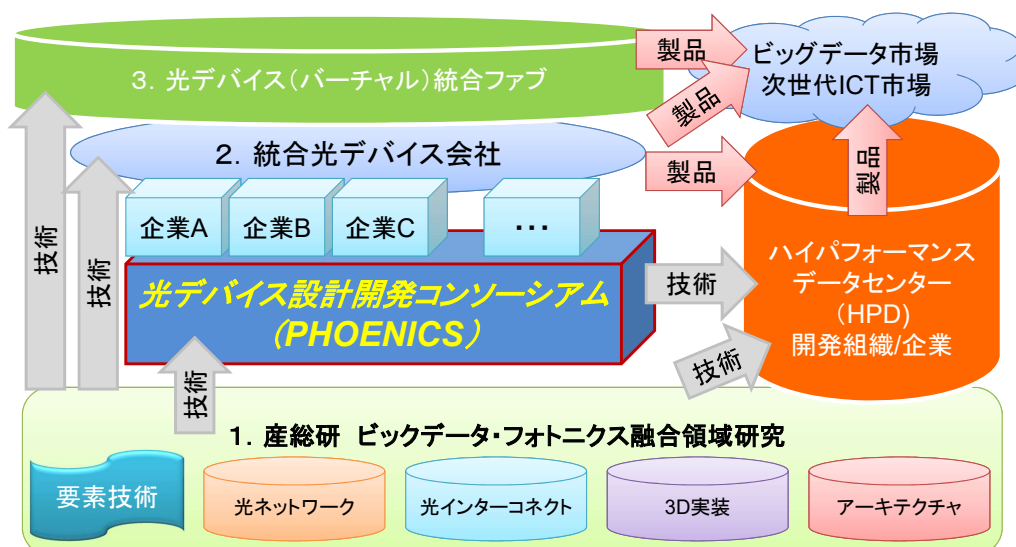 3．光デバイス（バーチャル）統合ファブ
製品
ビッグデータ市場
次世代ICT市場
製品
2．統合光デバイス会社
製品
製品
企業A
企業B
企業C
･･･
技術
技術
光デバイス設計開発コンソーシアム
（PHOENICS）
技術
ハイパフォーマンス
データセンター
（HPD)
開発組織/企業
技術
技術
1．産総研　ビックデータ・フォトニクス融合領域研究
要素技術
光ネットワーク
光インターコネクト
3D実装
アーキテクチャ